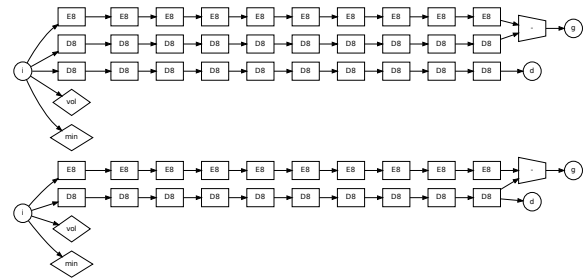 E8 E8 E8 E8 E8 E8 E8 E8 E8 E8
- g
D8 D8 D8 D8 D8 D8 D8 D8 D8 D8
i D8 D8 D8 D8 D8 D8 D8 D8 D8 D8 d
vol
min
E8 E8 E8 E8 E8 E8 E8 E8 E8 E8 - g
D8 D8 D8 D8 D8 D8 D8 D8 D8 D8 d
i
vol
min